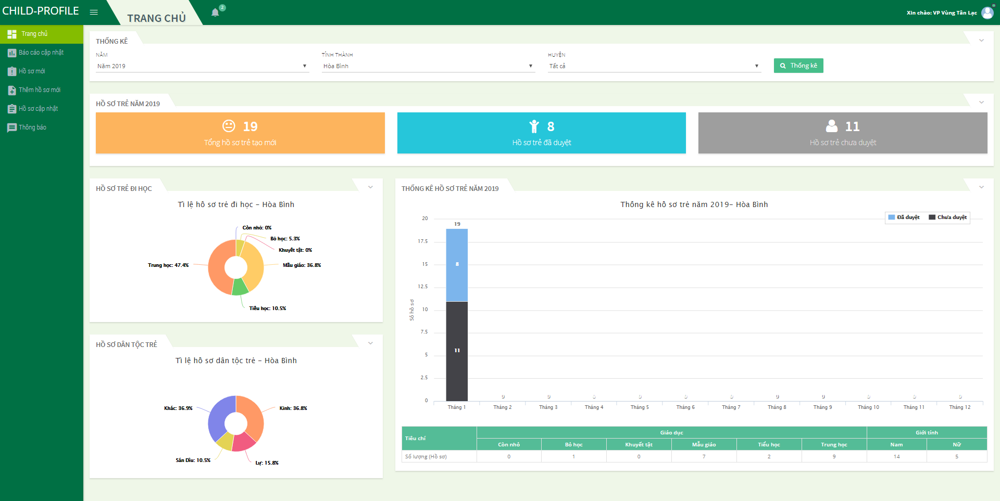 CHILD-PROFILE
TRANG CHỦ
2
Xin chào: VP Vùng Tân Lạc
Trang chủ
Báo cáo cập nhật
Hồ sơ mới
Thêm hồ sơ mới
Hồ sơ cập nhật
Thông báo
THỐNG KÊ
NĂM
TỈNH THÀNH
HUYỆN
Năm 2019
Hòa Bình
Tất cả
Thống kê
HỒ SƠ TRẺ NĂM 2019
19
Tổng hồ sơ trẻ tạo mới
8
Hồ sơ trẻ đã duyệt
11
Hồ sơ trẻ chưa duyệt
HỒ SƠ TRẺ ĐI HỌC
Tỉ lệ hồ sơ trẻ đi học - Hòa Bình
Còn nhỏ: 0%
Bỏ học: 5.3%
Khuyết tật: 0%
Trung học: 47.4%
Mẫu giáo: 36.8%
Tiểu học: 10.5%
HỒ SƠ DÂN TỘC TRẺ
Tỉ lệ hồ sơ dân tộc trẻ - Hòa Bình
Khác: 36.9%
Kinh: 36.8%
Sán Dìu: 10.5%
Lự: 15.8%
THỐNG KÊ HỒ SƠ TRẺ NĂM 2019
Thống kê hồ sơ trẻ năm 2019- Hòa Bình
Đã duyệt
Chưa duyệt
Số hồ sơ
20
17.5
15
12.5
10
7.5
5
2.5
0
19
8
11
0 0 0 0 0 0 0 0 0 0 0
Tháng 1 Tháng 2 Tháng 3 Tháng 4 Tháng 5 Tháng 6 Tháng 7 Tháng 8 Tháng 9 Tháng 10 Tháng 11 Tháng 12
Tiêu chí Giáo dục Giới tính
Còn nhỏ Bỏ học Khuyết tật Mẫu giáo Tiểu học Trung học Nam Nữ
Số lượng (Hồ sơ) 0 1 0 7 2 9 14 5